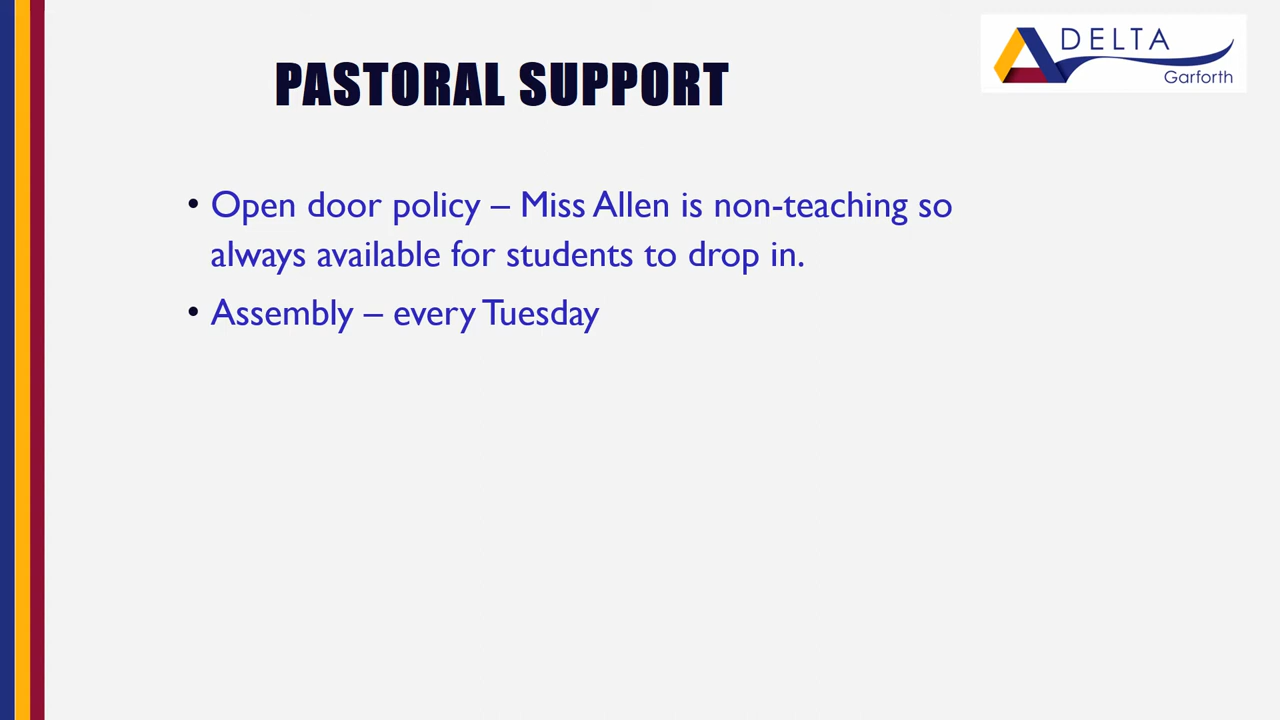 DELTA
Garforth
PASTORAL SUPPORT
• Open door policy – Miss Allen is non-teaching so
always available for students to drop in.
• Assembly – every Tuesday